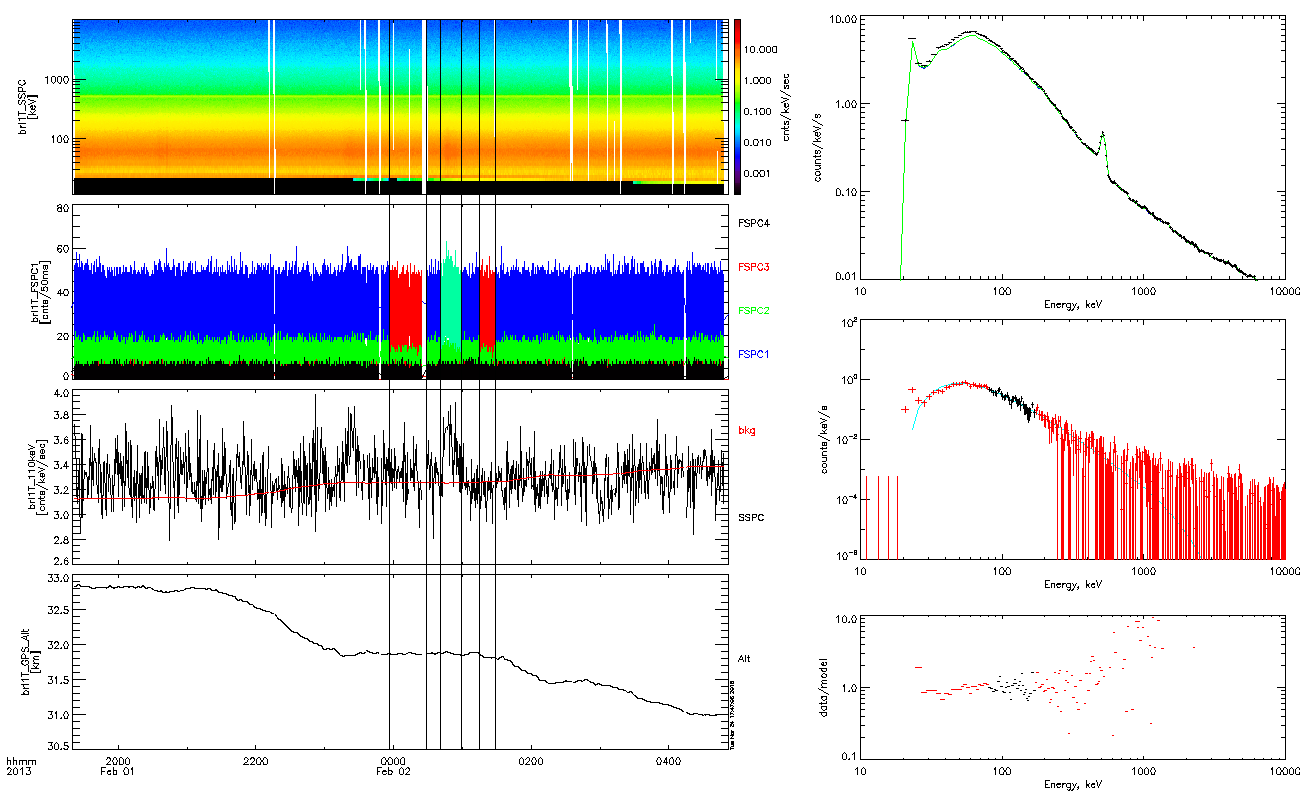 brl1T_SSPC
[keV]
1000
100
10.000
1.000
0.100
0.010
0.001
cnts/keV/sec
brl1T_FSPC1
[cnts/50ms]
80
60
40
20
0
FSPC4
FSPC3
FSPC2
FSPC1
brl1T_110keV
[cnts/keV/sec]
4.0
3.8
3.6
3.4
3.2
3.0
2.8
2.6
bkg
SSPC
brl1T_GPS_Alt
[km]
33.0
32.5
32.0
31.5
31.0
30.5
Alt
hhmm
2013
2000
Feb 01
2200
0000
Feb 02
0200
0400
counts/keV/s
10.00
1.00
0.10
0.01
10
100
1000
10000
Energy, keV
counts/keV/s
10²
10⁰
10⁻²
10⁻⁴
10⁻⁶
10
100
1000
10000
Energy, keV
data/model
10.0
1.0
0.1
10
100
1000
10000
Energy, keV